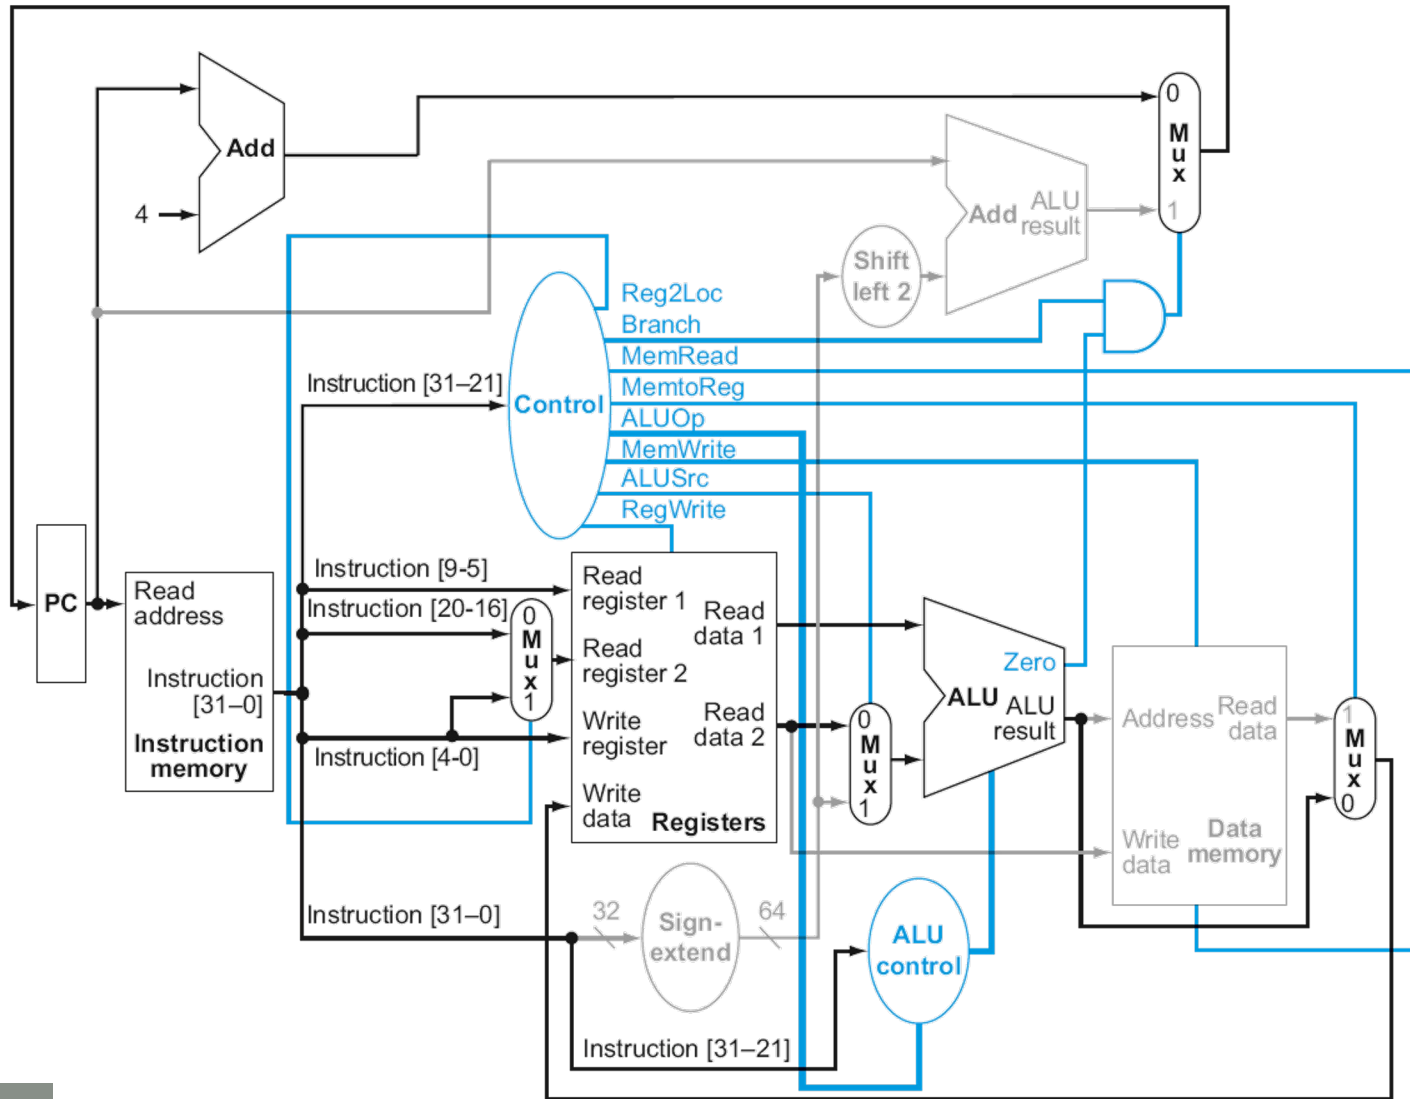 0
M
u
x
1
Add
4
Add
ALU
result
Shift
left 2
Reg2Loc
Branch
MemRead
MemtoReg
ALUOp
MemWrite
ALUSrc
RegWrite
Control
Instruction [31–21]
PC
Read
address
Instruction
[31–0]
Instruction
memory
Instruction [9-5]
Instruction [20-16]
Instruction [4-0]
Instruction [31–0]
0
M
u
x
1
Read
register 1
Read
register 2
Write
register
Write
data
Read
data 1
Read
data 2
Registers
0
M
u
x
1
Zero
ALU
ALU
result
Address
Read
data
Write
data
Data
memory
1
M
u
x
0
32
Sign-
extend
64
ALU
control
Instruction [31–21]